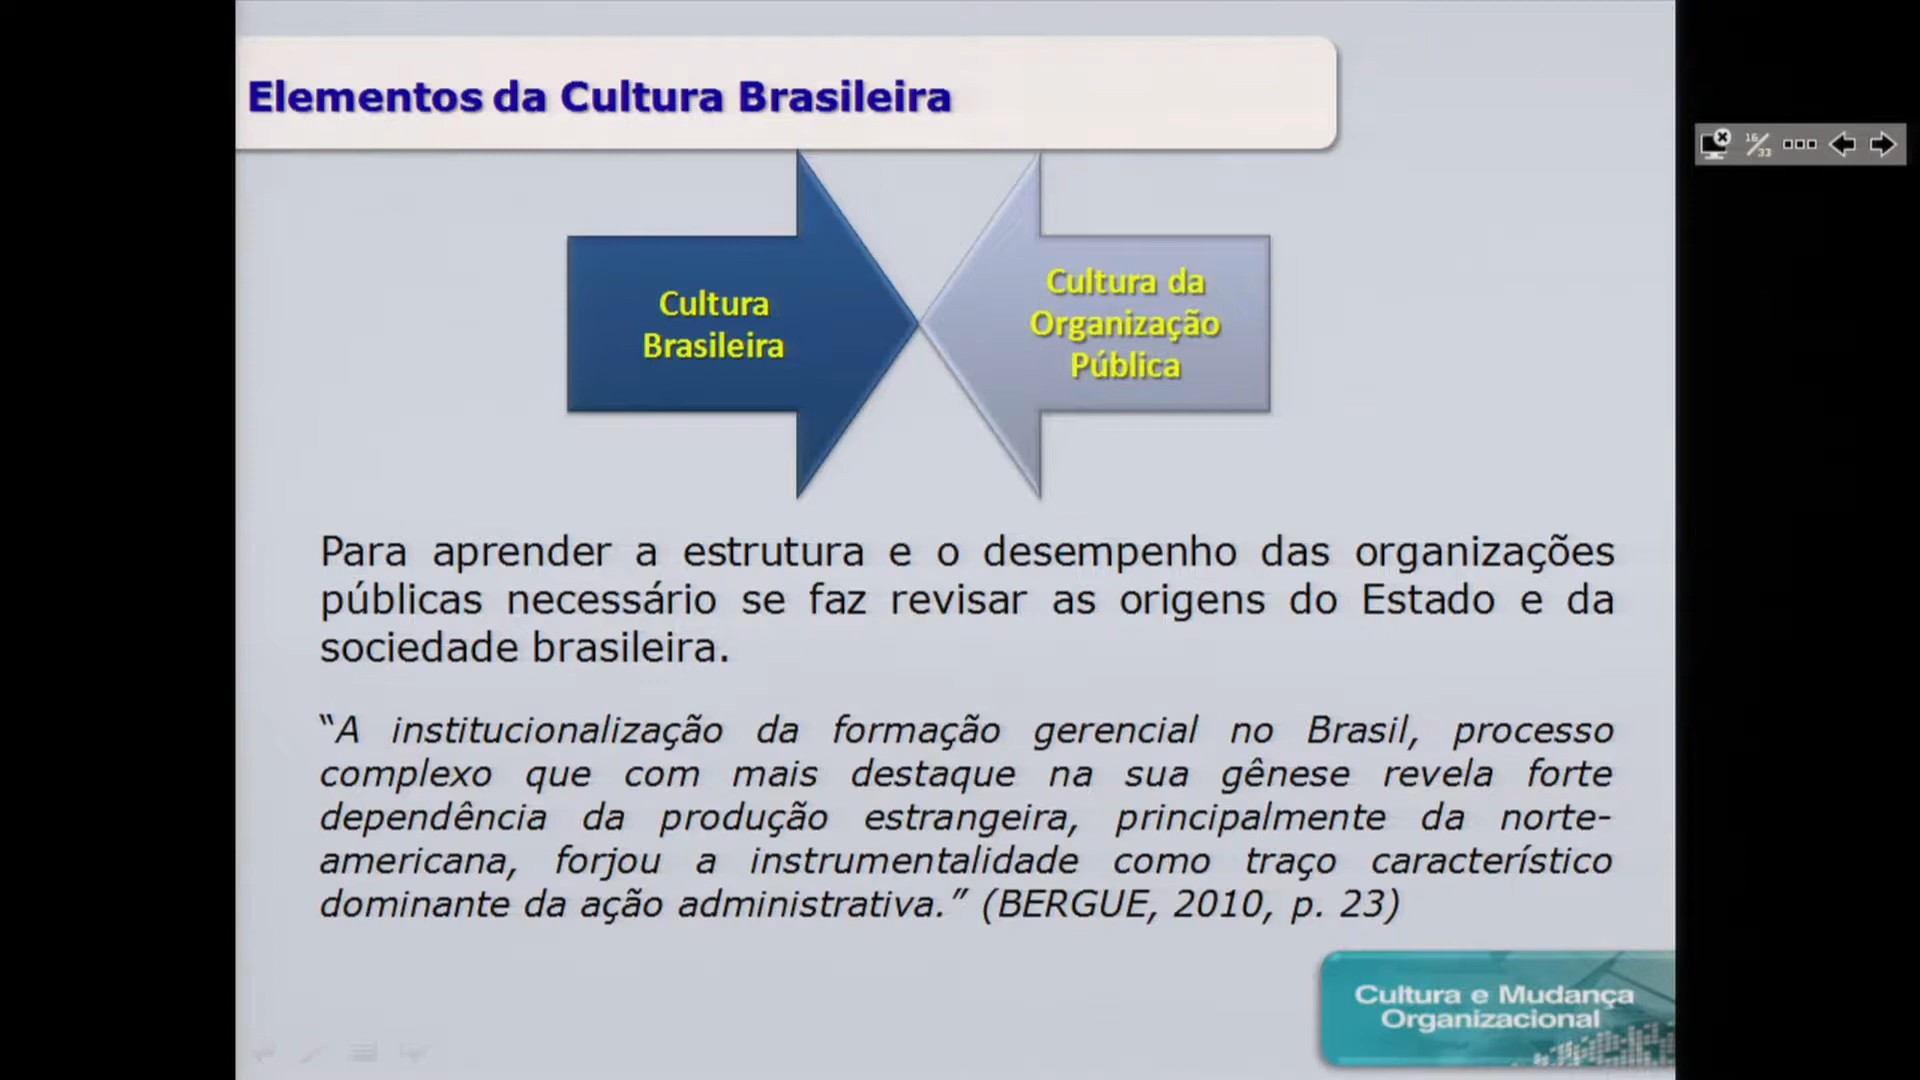 Elementos da Cultura Brasileira
16/33
Cultura
Brasileira
Cultura da
Organização
Pública
Para aprender a estrutura e o desempenho das organizações
públicas necessário se faz revisar as origens do Estado e da
sociedade brasileira.
“A institucionalização da formação gerencial no Brasil, processo
complexo que com mais destaque na sua gênese revela forte
dependência da produção estrangeira, principalmente da norte-
americana, forjou a instrumentalidade como traço característico
dominante da ação administrativa.” (BERGUE, 2010, p. 23)
Cultura e Mudança
Organizacional